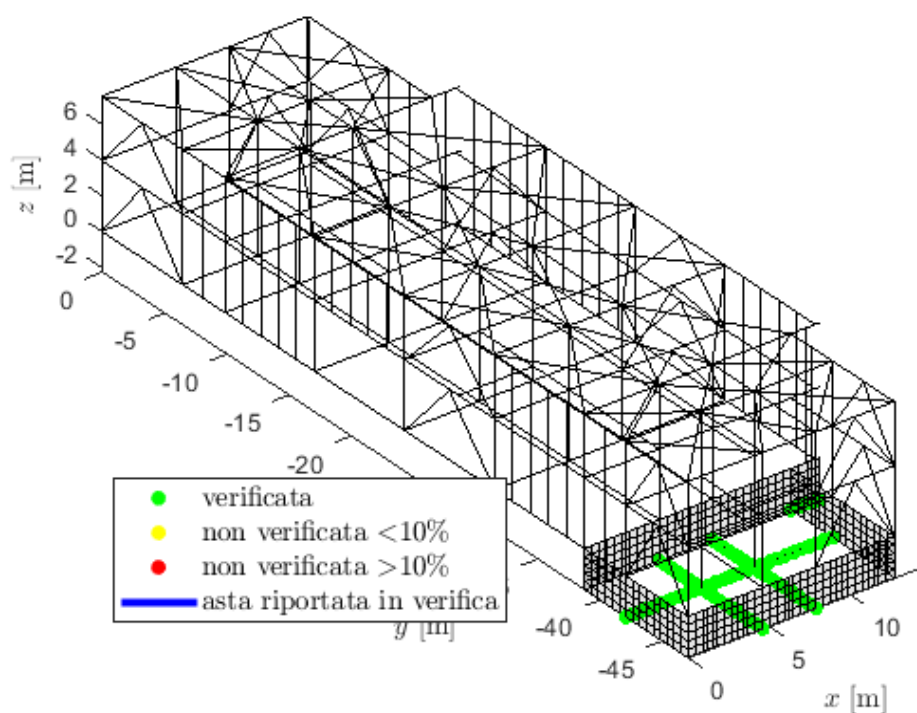 6
4
2
0
-2
z [m]
0
-5
-10
-15
-20
verificata
non verificata <10%
non verificata >10%
asta riportata in verifica
y [m]
-40
-45
0
5
10
x [m]